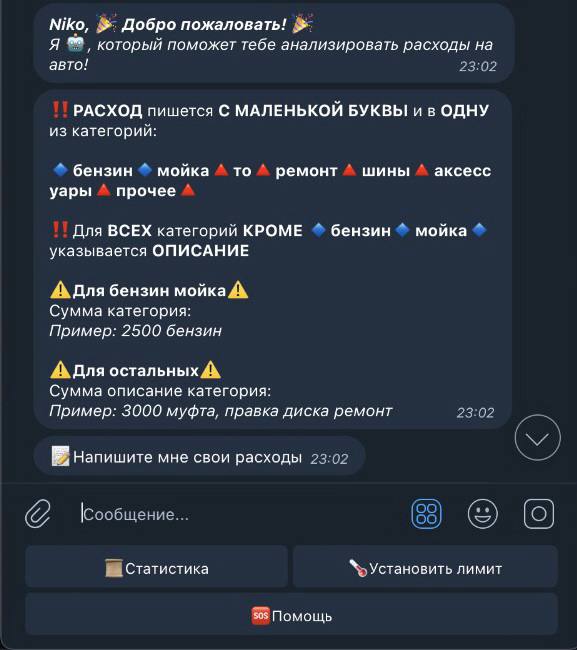 Niko, 🎉 Добро пожаловать! 🎉
Я 🤖, который поможет тебе анализировать расходы на
авто!
23:02
‼️РАСХОД пишется С МАЛЕНЬКОЙ БУКВЫ и в ОДНУ
из категорий:
🔹бензин🔹мойка🔺то🔺ремонт🔺шины🔺аксесс
уары🔺прочее🔺
‼️Для ВСЕХ категорий КРОМЕ 🔹бензин🔹мойка🔹
указывается ОПИСАНИЕ
⚠️Для бензин мойка⚠️
Сумма категория:
Пример: 2500 бензин
⚠️Для остальных⚠️
Сумма описание категория:
Пример: 3000 муфта, правка диска ремонт
23:02
📝Напишите мне свои расходы 23:02
Сообщение...
📜Статистика
🌡️Установить лимит
🆘Помощь